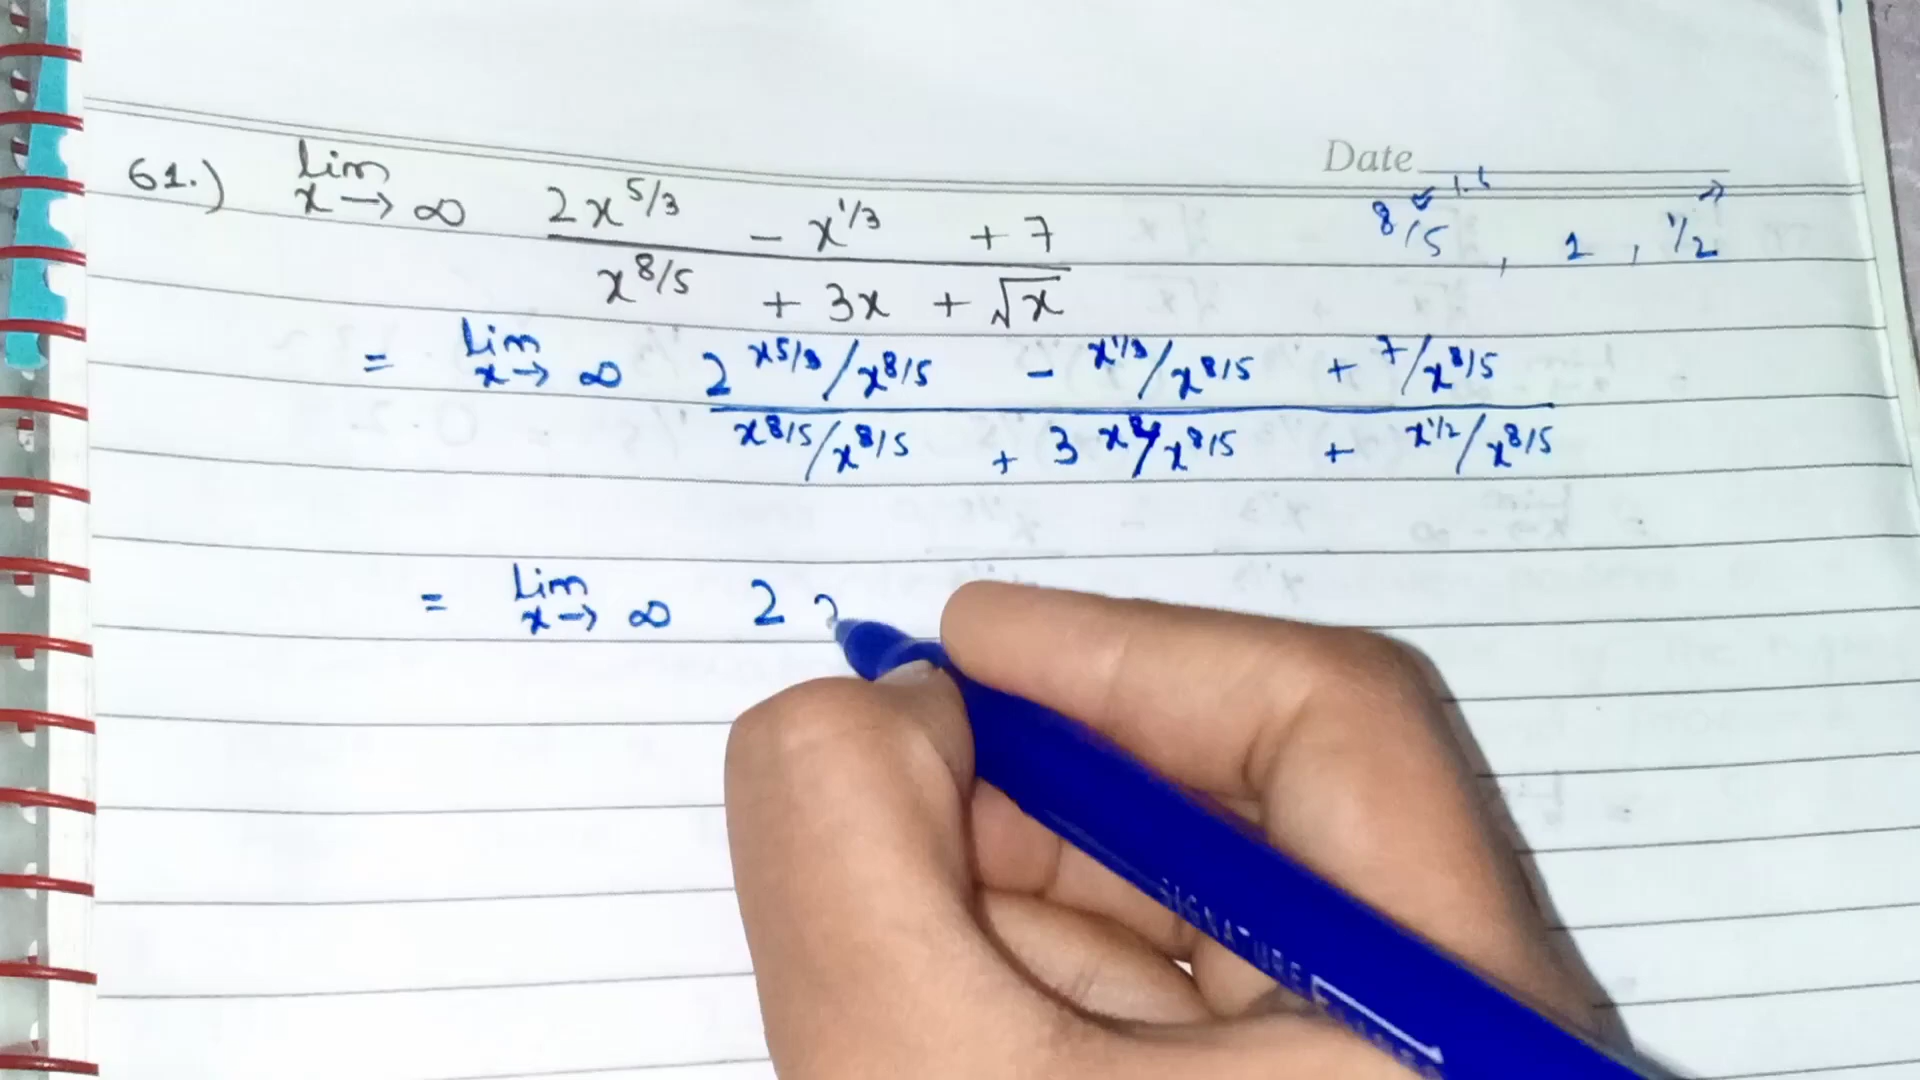 Date
61.) lim x→∞ 2x^5/3 − x^1/3 + 7 / x^8/5 + 3x + √x
8/5, 1, 1/2
= Lim x→∞ 2 x^5/3/x^8/5 − x^1/3/x^8/5 + 7/x^8/5
x^8/5/x^8/5 + 3 x/x^8/5 + x^1/2/x^8/5
= Lim x→∞ 2
SIGNATURE